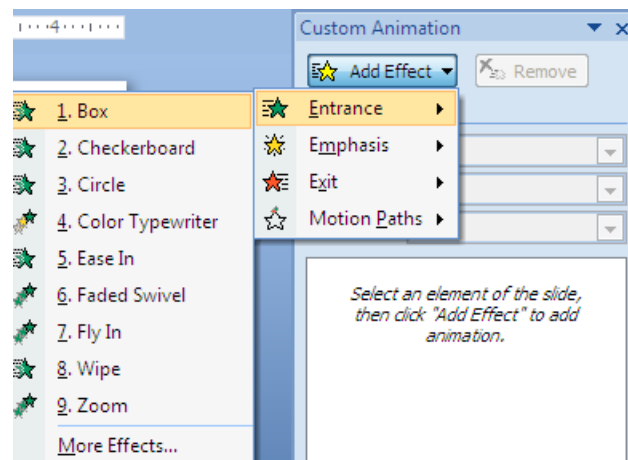 4
Custom Animation
Add Effect
Remove
Entrance
Emphasis
Exit
Motion Paths
1. Box
2. Checkerboard
3. Circle
4. Color Typewriter
5. Ease In
6. Faded Swivel
7. Fly In
8. Wipe
9. Zoom
More Effects...
Select an element of the slide,
then click "Add Effect" to add
animation.